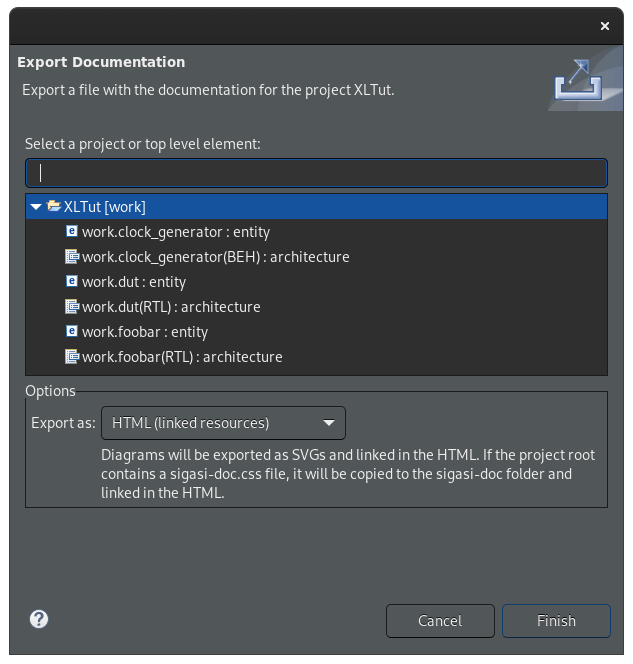 Export Documentation
Export a file with the documentation for the project XLTut.
Select a project or top level element:
XLTut [work]
work.clock_generator : entity
work.clock_generator(BEH) : architecture
work.dut : entity
work.dut(RTL) : architecture
work.foobar : entity
work.foobar(RTL) : architecture
Options
Export as: HTML (linked resources)
Diagrams will be exported as SVGs and linked in the HTML. If the project root
contains a sigasi-doc.css file, it will be copied to the sigasi-doc folder and
linked in the HTML.
Cancel Finish